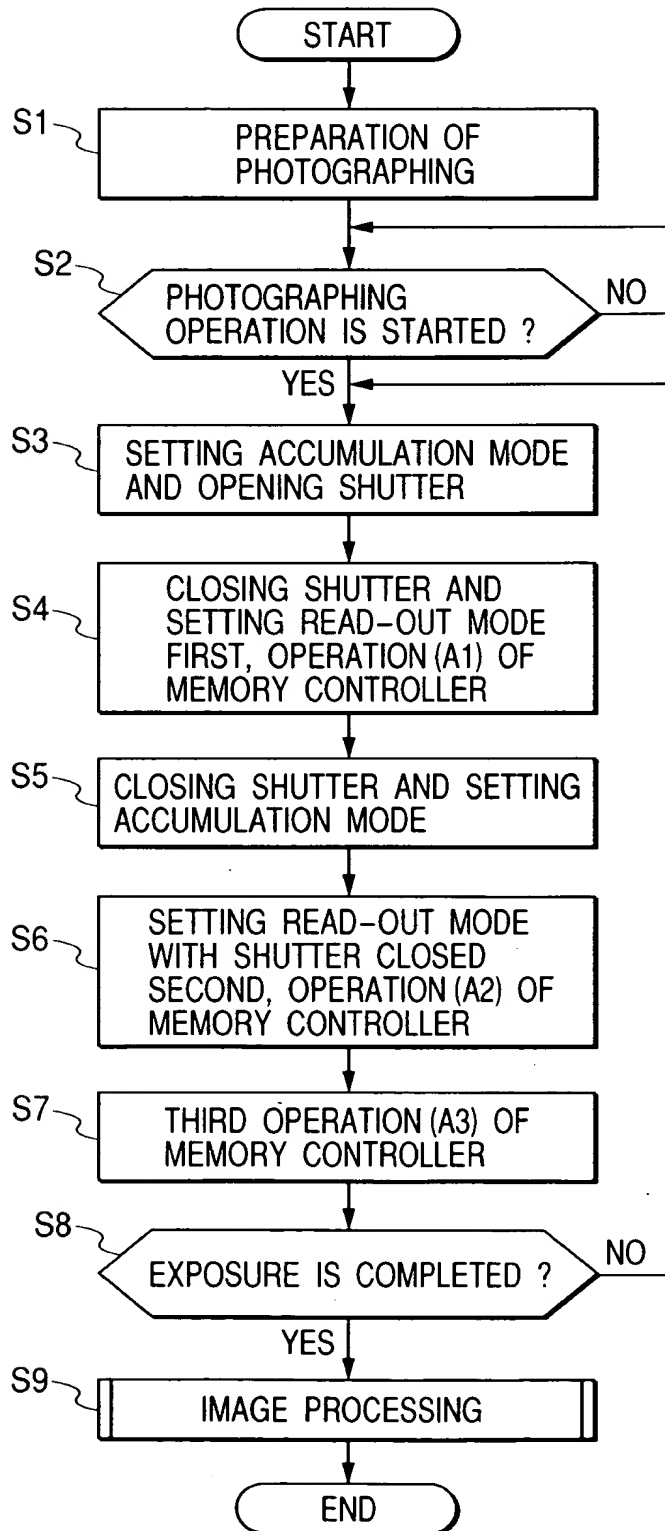 START
S1
PREPARATION OF
PHOTOGRAPHING
S2
PHOTOGRAPHING
OPERATION IS STARTED ?
NO
YES
S3
SETTING ACCUMULATION MODE
AND OPENING SHUTTER
S4
CLOSING SHUTTER AND
SETTING READ-OUT MODE
FIRST, OPERATION (A1) OF
MEMORY CONTROLLER
S5
CLOSING SHUTTER AND SETTING
ACCUMULATION MODE
S6
SETTING READ-OUT MODE
WITH SHUTTER CLOSED
SECOND, OPERATION (A2) OF
MEMORY CONTROLLER
S7
THIRD OPERATION (A3) OF
MEMORY CONTROLLER
S8
EXPOSURE IS COMPLETED ?
NO
YES
S9
IMAGE PROCESSING
END